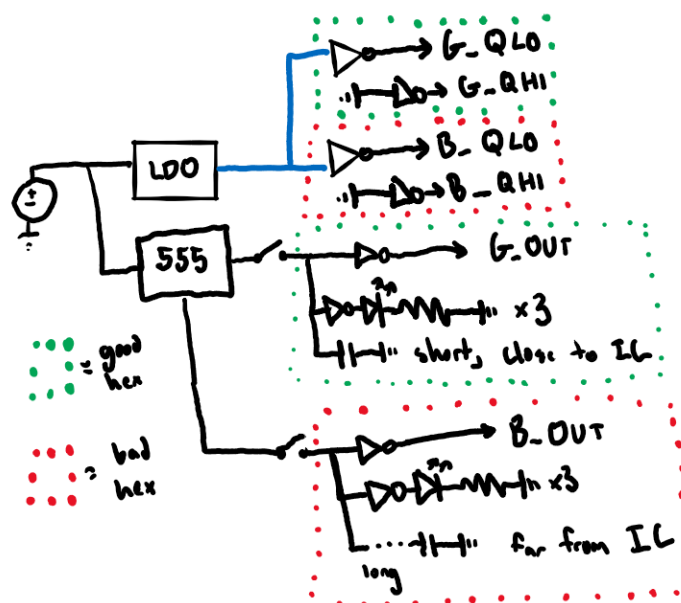 G_QLO
G_QHI
B_QLO
B_QHI
LDO
±
555
G_OUT
x3
short, close to IC
= good
hex
B_OUT
x3
= bad
hex
far from IC
long